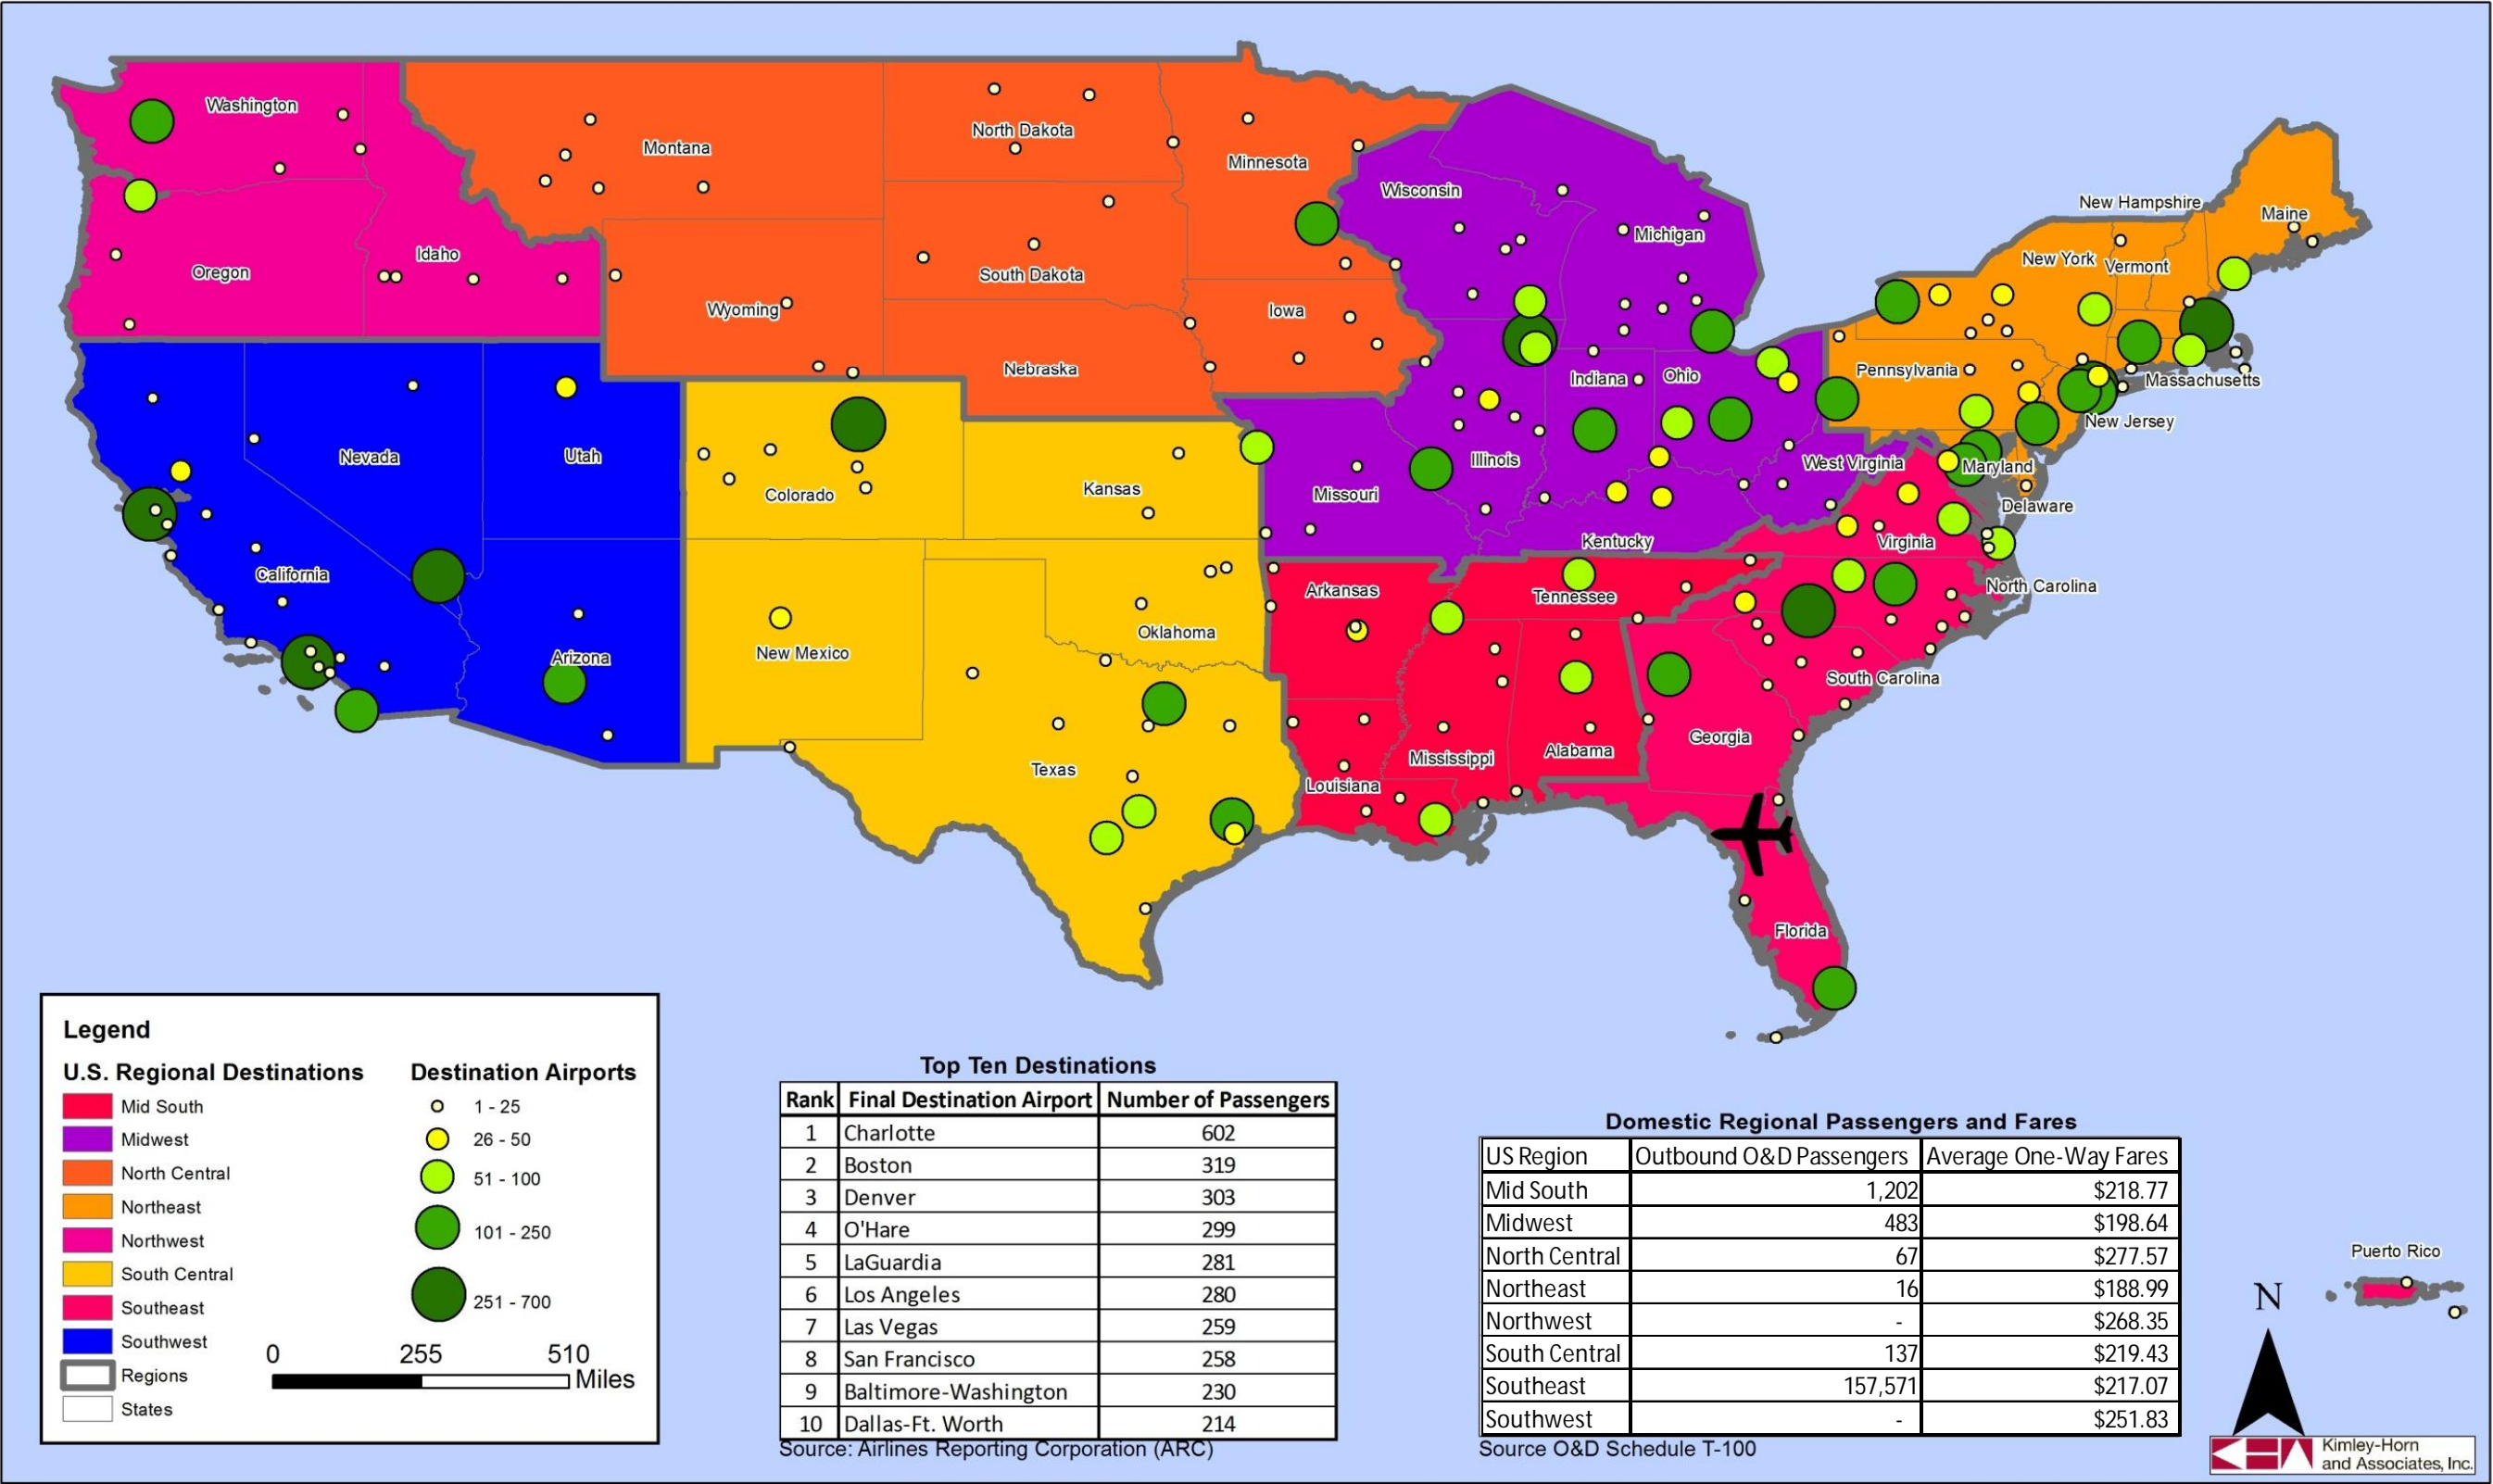 Washington
Montana
North Dakota
Minnesota
Wisconsin
Michigan
New Hampshire
Maine
Oregon
Idaho
South Dakota
New York
Vermont
Wyoming
Iowa
Nebraska
Indiana
Ohio
Pennsylvania
Massachusetts
New Jersey
Nevada
Utah
Colorado
Kansas
Missouri
Illinois
West Virginia
Maryland
Delaware
California
Kentucky
Virginia
North Carolina
Arizona
New Mexico
Oklahoma
Arkansas
Tennessee
South Carolina
Texas
Louisiana
Mississippi
Alabama
Georgia
Florida
Puerto Rico
N
Legend
U.S. Regional Destinations
Mid South
Midwest
North Central
Northeast
Northwest
South Central
Southeast
Southwest
Regions
States
Destination Airports
1 - 25
26 - 50
51 - 100
101 - 250
251 - 700
0 255 510
Miles
Top Ten Destinations
Rank Final Destination Airport Number of Passengers
1 Charlotte 602
2 Boston 319
3 Denver 303
4 O'Hare 299
5 LaGuardia 281
6 Los Angeles 280
7 Las Vegas 259
8 San Francisco 258
9 Baltimore-Washington 230
10 Dallas-Ft. Worth 214
Source: Airlines Reporting Corporation (ARC)
Domestic Regional Passengers and Fares
US Region Outbound O&D Passengers Average One-Way Fares
Mid South 1,202 $218.77
Midwest 483 $198.64
North Central 67 $277.57
Northeast 16 $188.99
Northwest - $268.35
South Central 137 $219.43
Southeast 157,571 $217.07
Southwest - $251.83
Source O&D Schedule T-100
Kimley-Horn
and Associates, Inc.